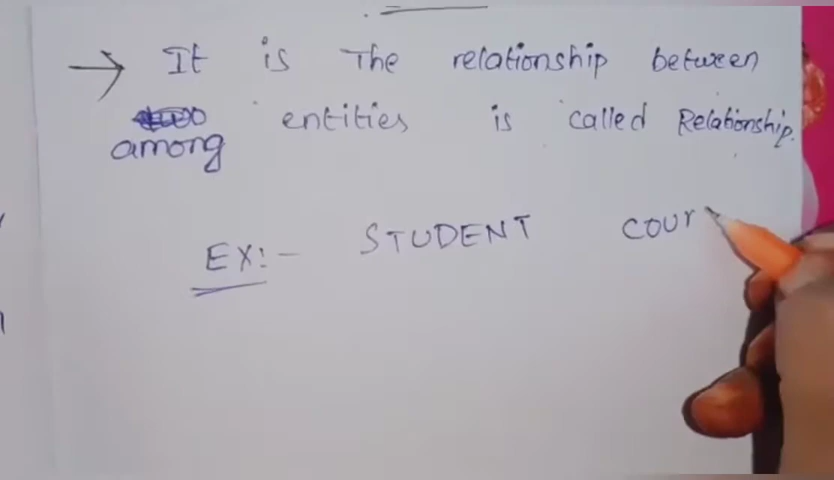 → It is The relationship between
among entities is called Relationship.
EX:- STUDENT COUR